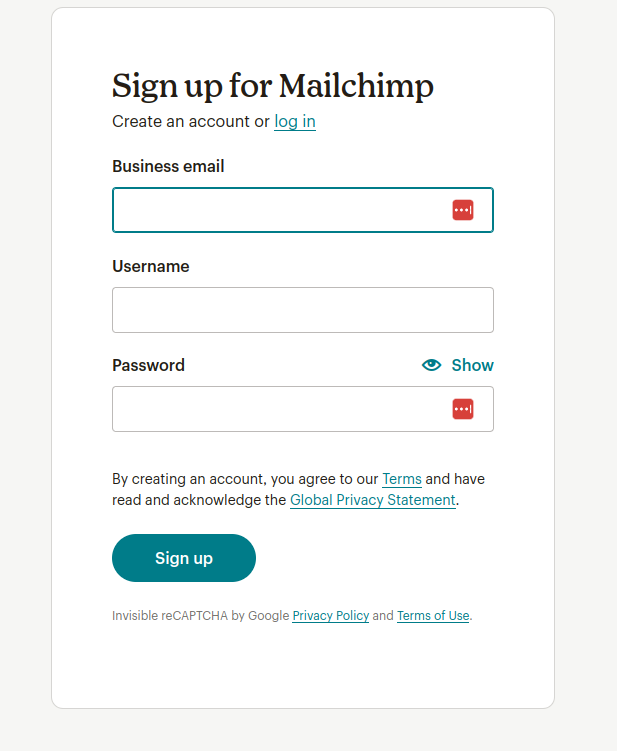 Sign up for Mailchimp
Create an account or log in
Business email
Username
Password Show
By creating an account, you agree to our Terms and have
read and acknowledge the Global Privacy Statement.
Sign up
Invisible reCAPTCHA by Google Privacy Policy and Terms of Use.